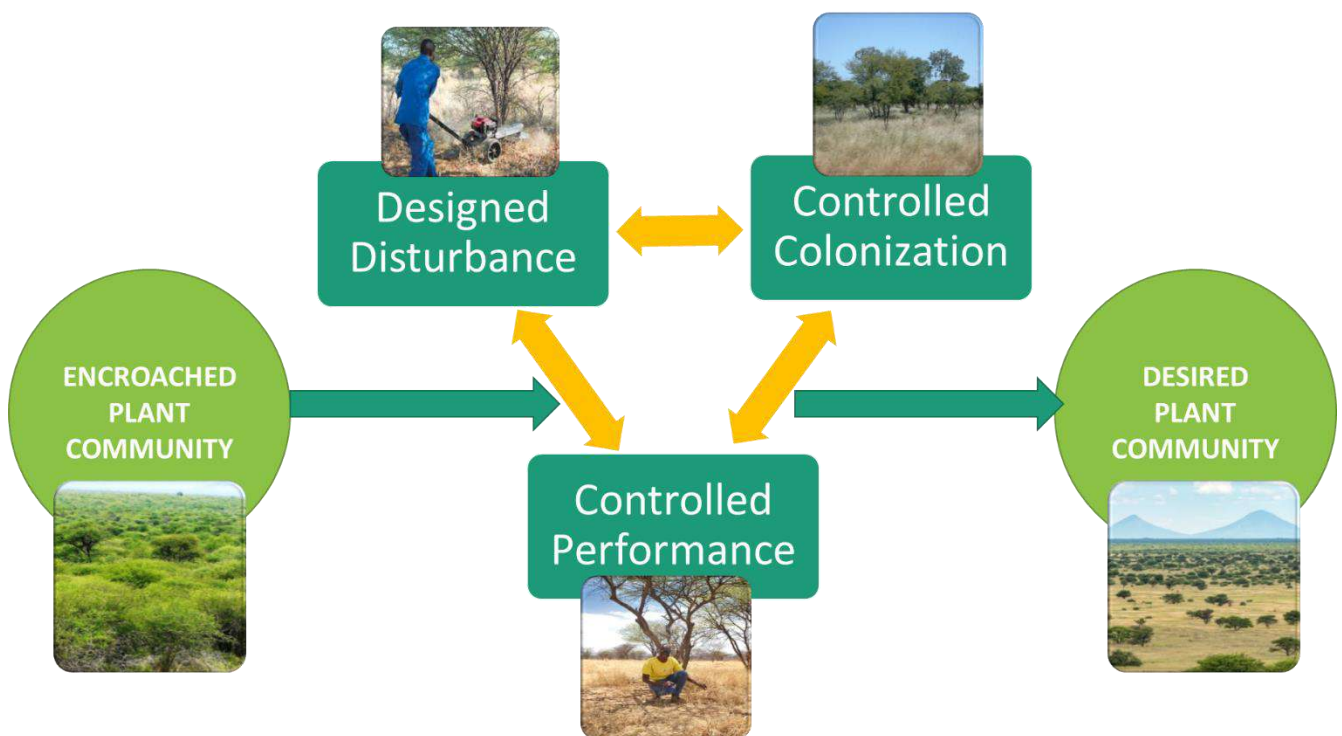 Designed
Disturbance
Controlled
Colonization
ENCROACHED
PLANT
COMMUNITY
DESIRED
PLANT
COMMUNITY
Controlled
Performance